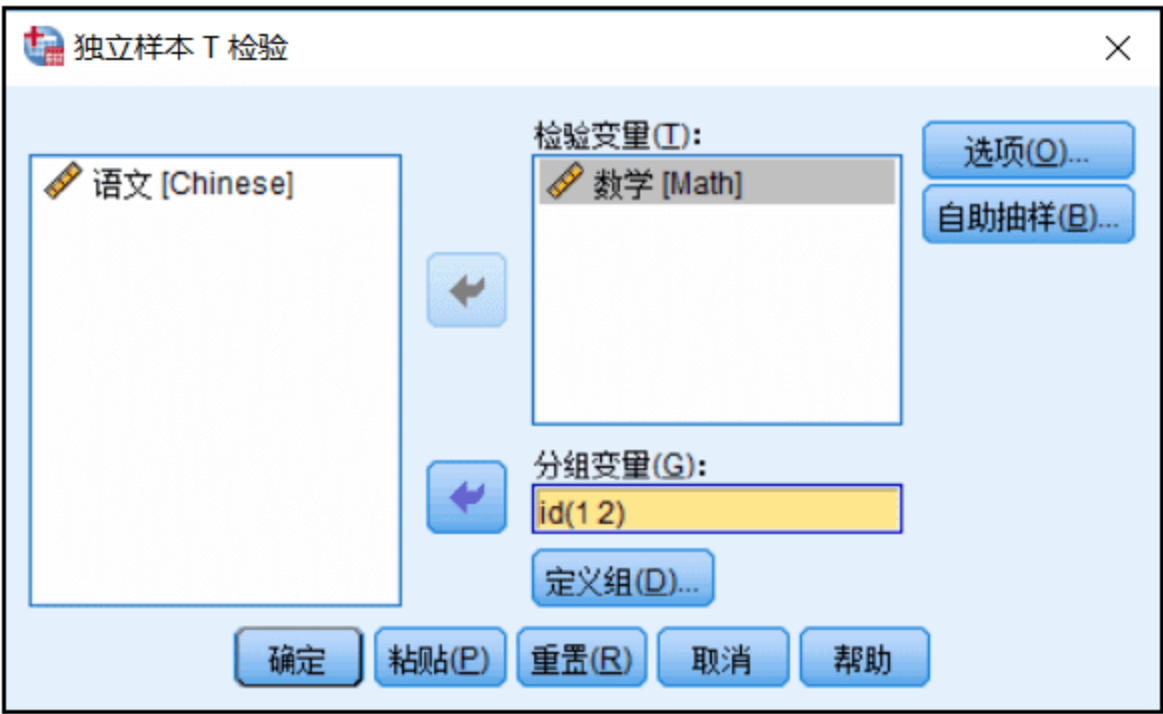 独立样本 T 检验
检验变量(T):
语文 [Chinese]
数学 [Math]
选项(O)...
自助抽样(B)...
分组变量(G):
id(1 2)
定义组(D)...
确定 粘贴(P) 重置(R) 取消 帮助